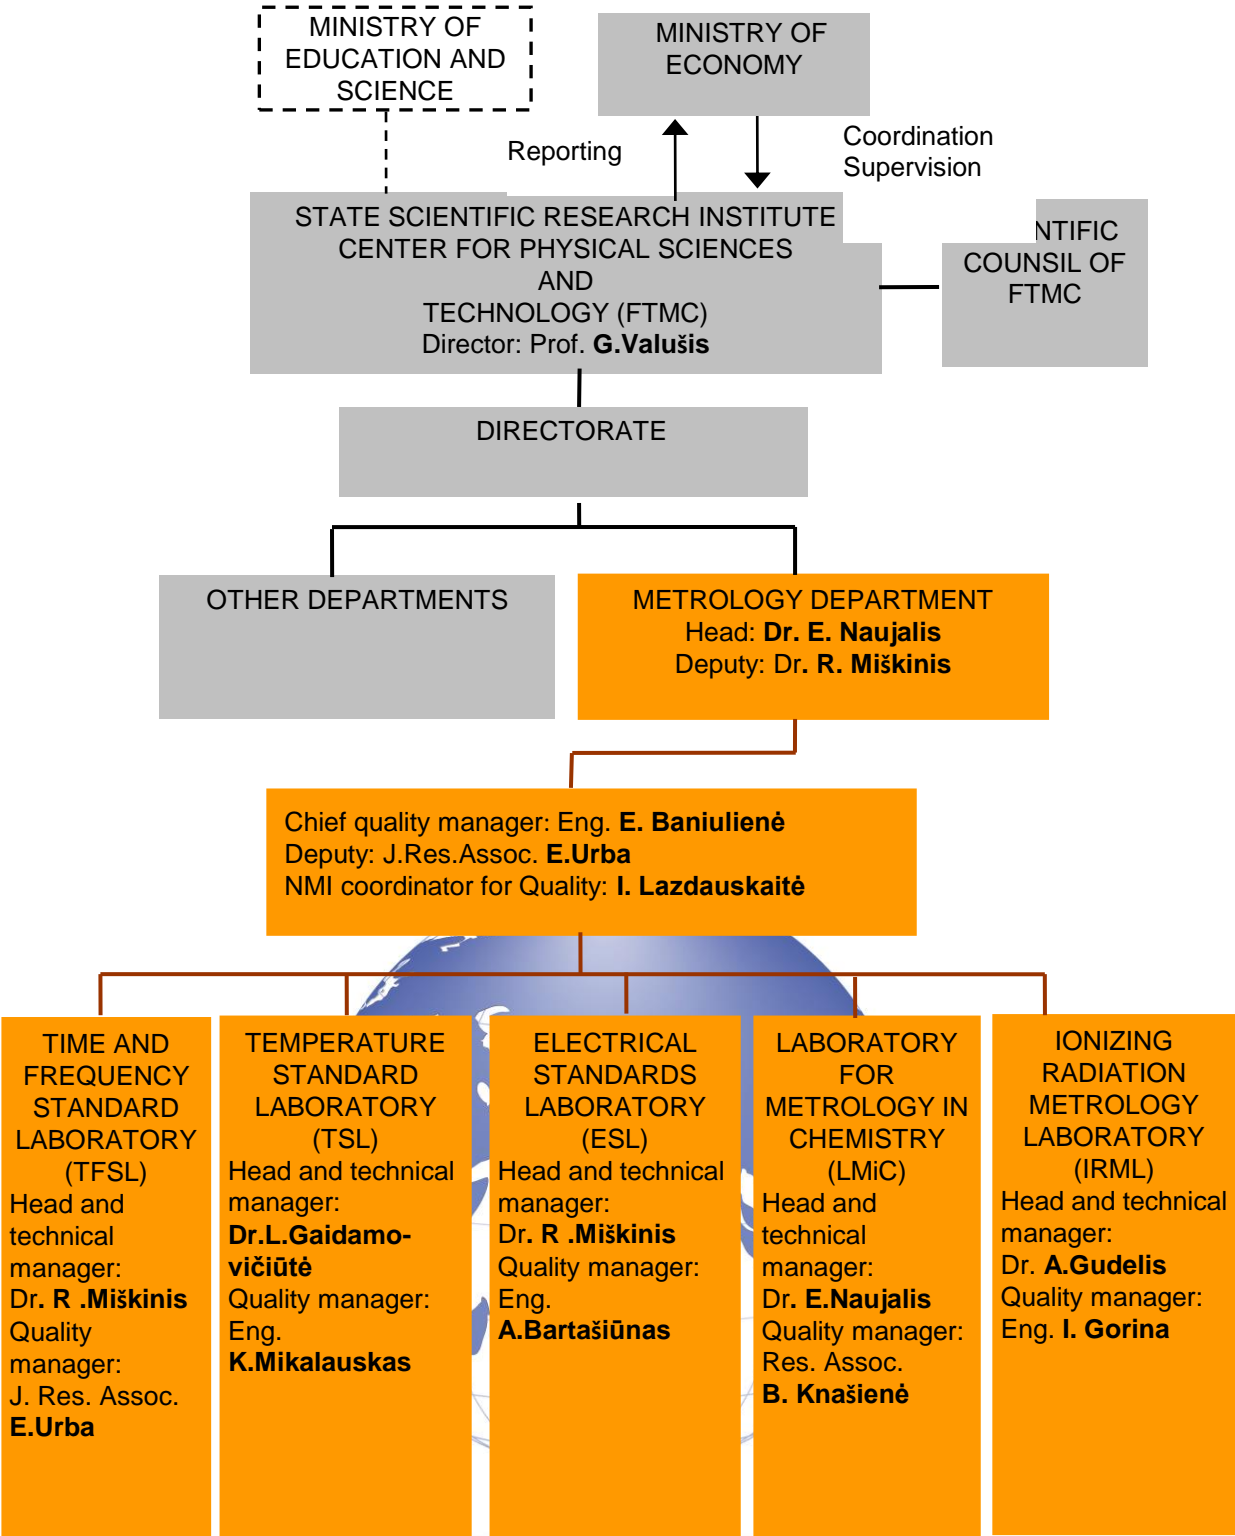 MINISTRY OF
EDUCATION AND
SCIENCE
MINISTRY OF
ECONOMY
Reporting
Coordination
Supervision
STATE SCIENTIFIC RESEARCH INSTITUTE
CENTER FOR PHYSICAL SCIENCES
AND
TECHNOLOGY (FTMC)
Director: Prof. G.Valušis
NTIFIC
COUNSIL OF
FTMC
DIRECTORATE
OTHER DEPARTMENTS
METROLOGY DEPARTMENT
Head: Dr. E. Naujalis
Deputy: Dr. R. Miškinis
Chief quality manager: Eng. E. Baniulienė
Deputy: J.Res.Assoc. E.Urba
NMI coordinator for Quality: I. Lazdauskaitė
TIME AND
FREQUENCY
STANDARD
LABORATORY
(TFSL)
Head and
technical
manager:
Dr. R .Miškinis
Quality
manager:
J. Res. Assoc.
E.Urba
TEMPERATURE
STANDARD
LABORATORY
(TSL)
Head and technical
manager:
Dr.L.Gaidamo-
vičiūtė
Quality manager:
Eng.
K.Mikalauskas
ELECTRICAL
STANDARDS
LABORATORY
(ESL)
Head and technical
manager:
Dr. R .Miškinis
Quality manager:
Eng.
A.Bartašiūnas
LABORATORY
FOR
METROLOGY IN
CHEMISTRY
(LMiC)
Head and
technical
manager:
Dr. E.Naujalis
Quality manager:
Res. Assoc.
B. Knašienė
IONIZING
RADIATION
METROLOGY
LABORATORY
(IRML)
Head and technical
manager:
Dr. A.Gudelis
Quality manager:
Eng. I. Gorina